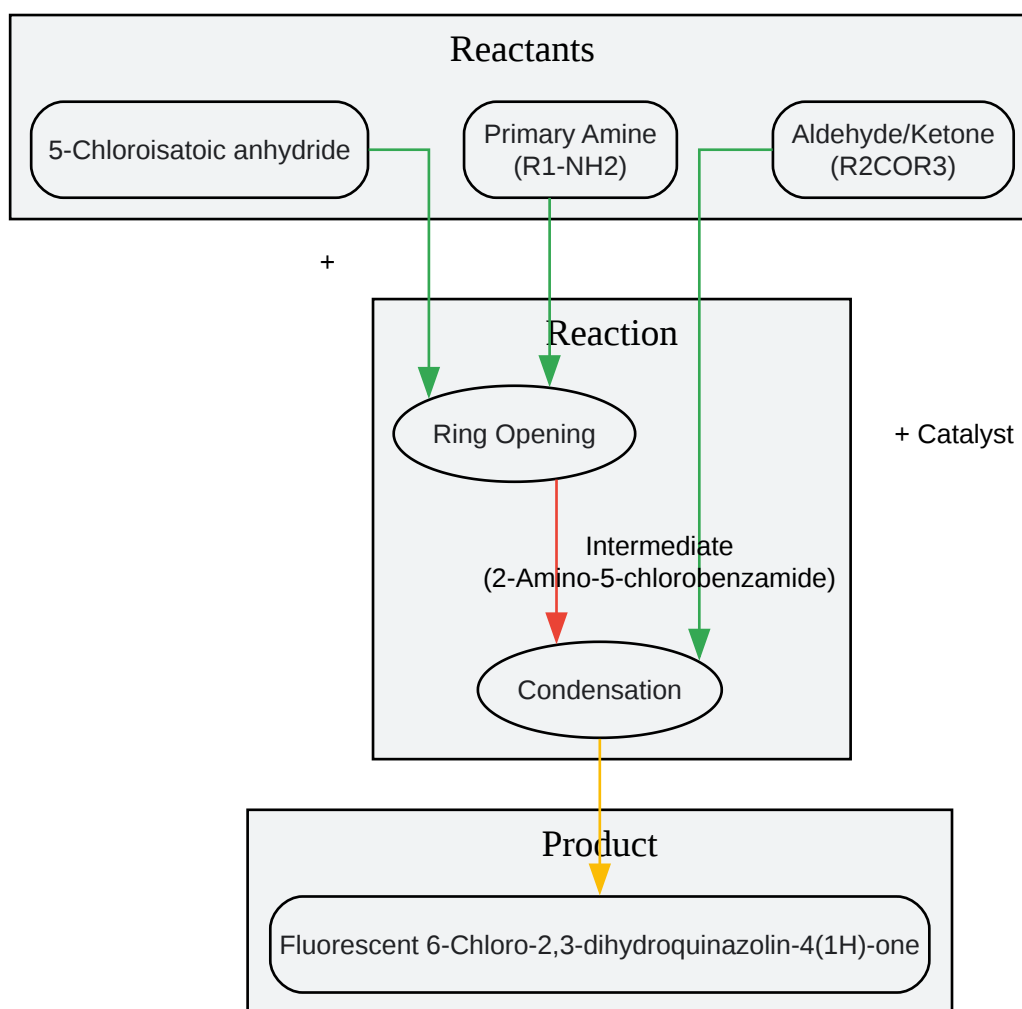 Reactants
5-Chloroisatoic anhydride
Primary Amine
(R1-NH2)
Aldehyde/Ketone
(R2COR3)
+
Reaction
Ring Opening
+ Catalyst
Intermediate
(2-Amino-5-chlorobenzamide)
Condensation
Product
Fluorescent 6-Chloro-2,3-dihydroquinazolin-4(1H)-one